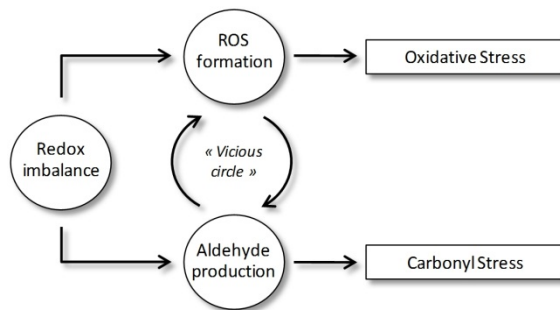 ROS
formation
Oxidative Stress
Redox
imbalance
« Vicious
circle »
Aldehyde
production
Carbonyl Stress